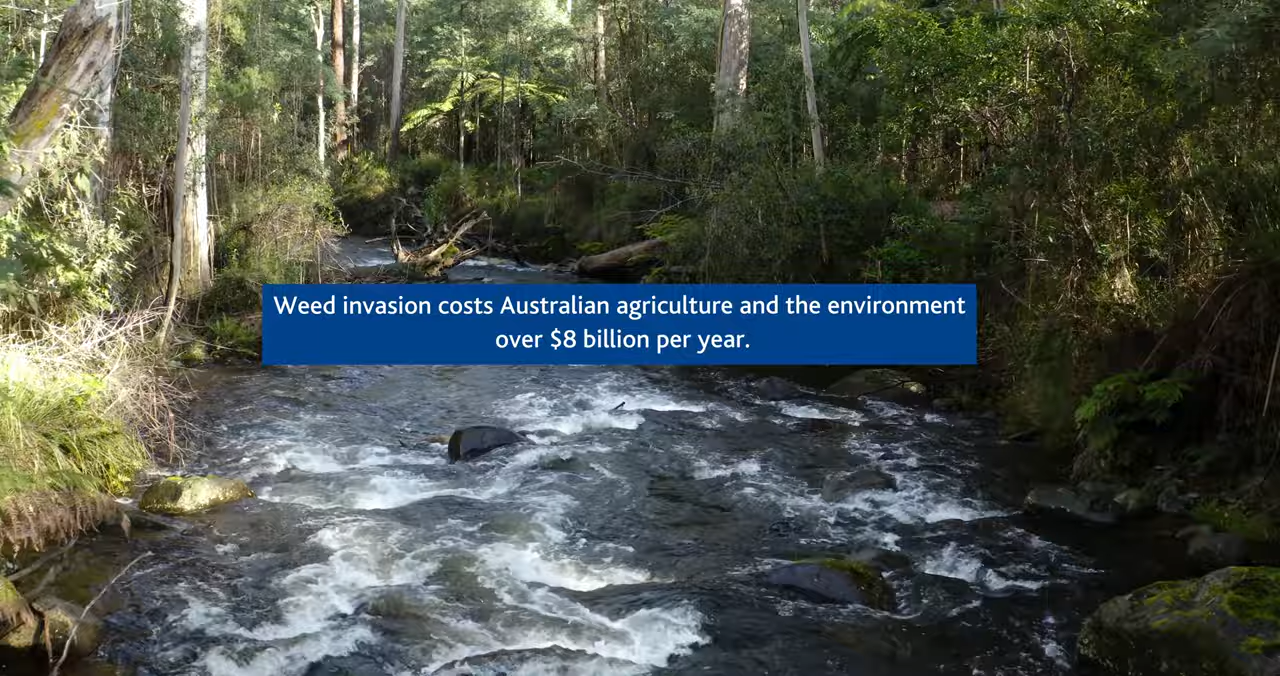 Weed invasion costs Australian agriculture and the environment
over $8 billion per year.